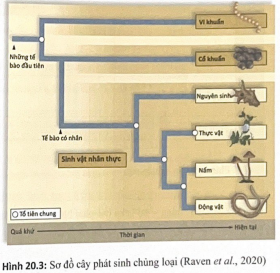 Vi khuẩn
Những tế
bào đầu tiên
Cổ khuẩn
Nguyên sinh
Tế bào có nhân
Thực vật
Sinh vật nhân thực
Nấm
Động vật
Tổ tiên chung
Quá khứ
Thời gian
Hiện tại
Hình 20.3: Sơ đồ cây phát sinh chủng loại (Raven et al., 2020)